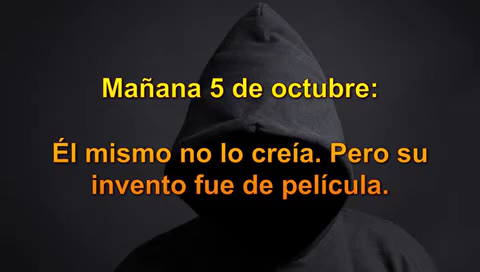 Mañana 5 de octubre:
Él mismo no lo creía. Pero su
invento fue de película.